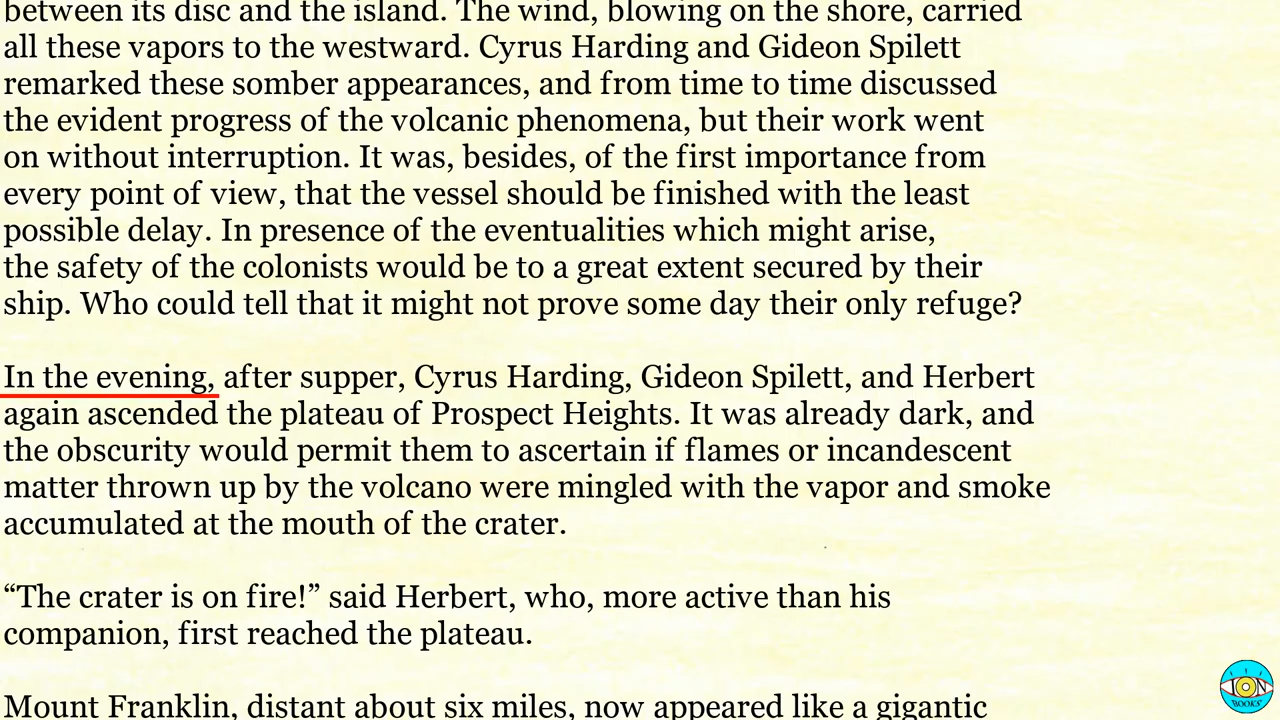 between its disc and the island. The wind, blowing on the shore, carried
all these vapors to the westward. Cyrus Harding and Gideon Spilett
remarked these somber appearances, and from time to time discussed
the evident progress of the volcanic phenomena, but their work went
on without interruption. It was, besides, of the first importance from
every point of view, that the vessel should be finished with the least
possible delay. In presence of the eventualities which might arise,
the safety of the colonists would be to a great extent secured by their
ship. Who could tell that it might not prove some day their only refuge?
In the evening, after supper, Cyrus Harding, Gideon Spilett, and Herbert
again ascended the plateau of Prospect Heights. It was already dark, and
the obscurity would permit them to ascertain if flames or incandescent
matter thrown up by the volcano were mingled with the vapor and smoke
accumulated at the mouth of the crater.
“The crater is on fire!” said Herbert, who, more active than his
companion, first reached the plateau.
Mount Franklin, distant about six miles, now appeared like a gigantic
ION
BOOKS